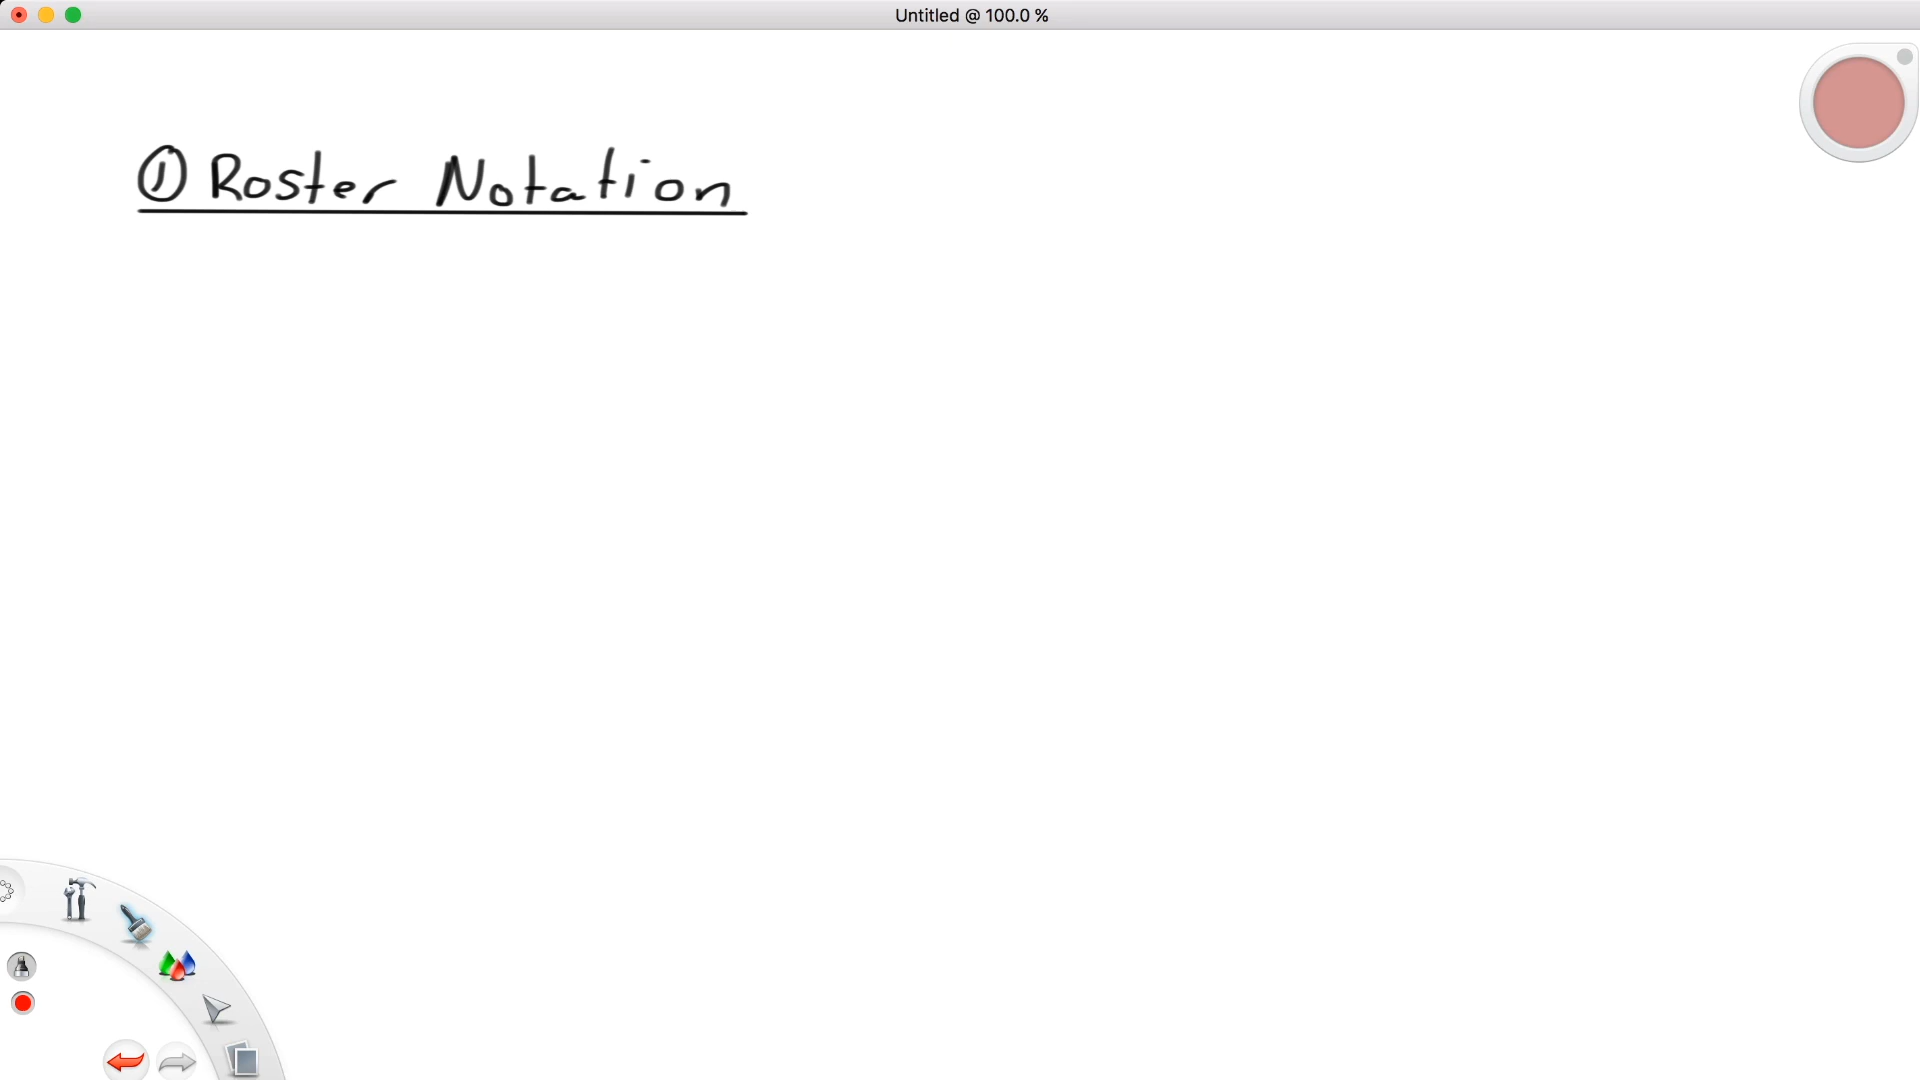 Untitled @ 100.0 %
① Roster Notation